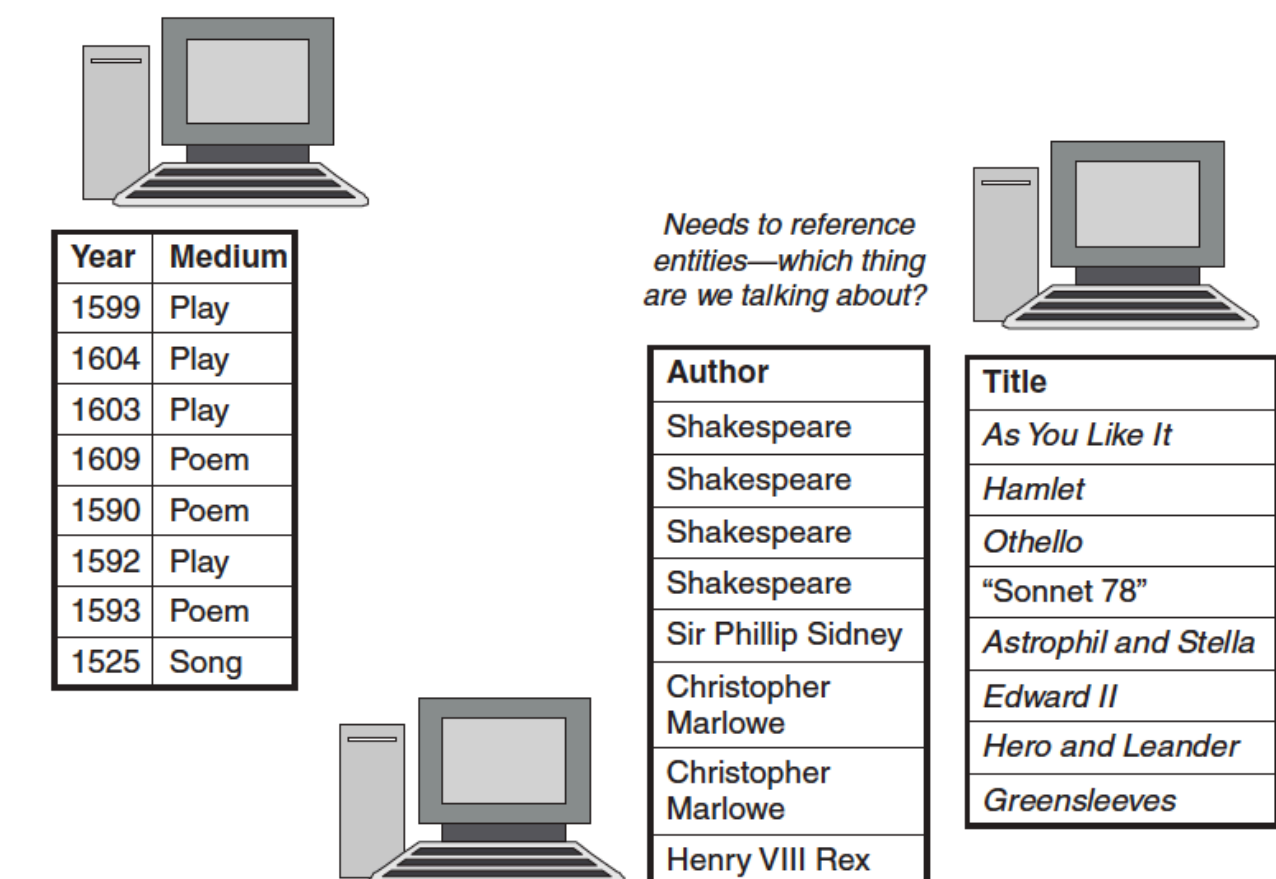 Year Medium
1599 Play
1604 Play
1603 Play
1609 Poem
1590 Poem
1592 Play
1593 Poem
1525 Song
Needs to reference
entities—which thing
are we talking about?
Author
Shakespeare
Shakespeare
Shakespeare
Shakespeare
Sir Phillip Sidney
Christopher
Marlowe
Christopher
Marlowe
Henry VIII Rex
Title
As You Like It
Hamlet
Othello
“Sonnet 78”
Astrophil and Stella
Edward II
Hero and Leander
Greensleeves